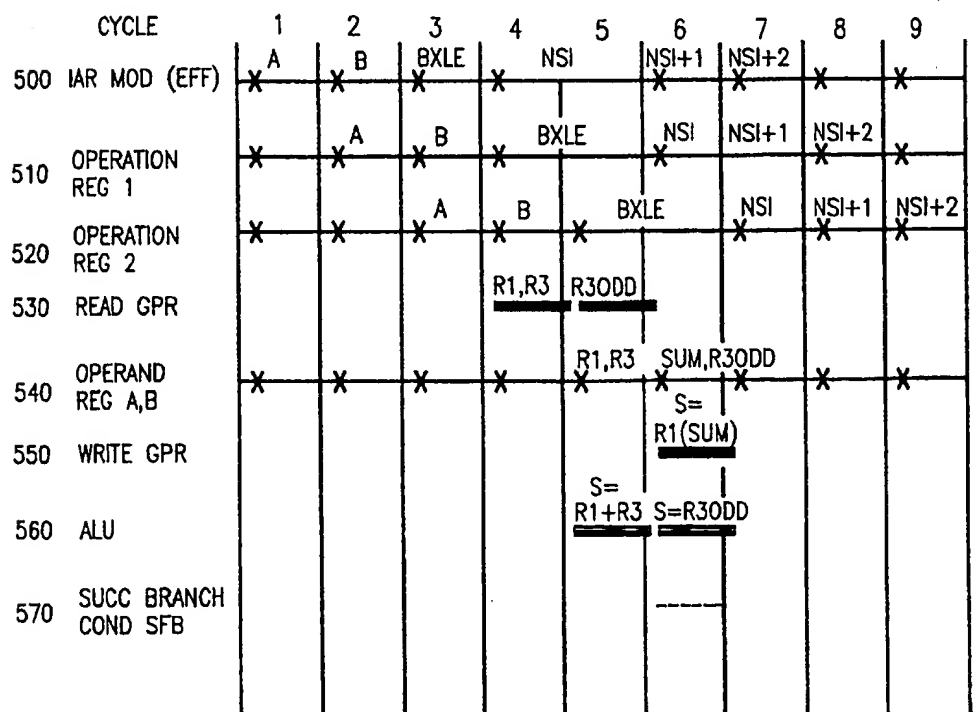 CYCLE 1 2 3 4 5 6 7 8 9
A B BXLE NSI NSI+1 NSI+2
500 IAR MOD (EFF)
A B BXLE NSI NSI+1 NSI+2
510 OPERATION
REG 1
A B BXLE NSI NSI+1 NSI+2
520 OPERATION
REG 2
R1,R3 R3ODD
530 READ GPR
R1,R3 SUM,R3ODD
540 OPERAND
REG A,B
S=
R1(SUM)
550 WRITE GPR
S=
R1+R3 S=R3ODD
560 ALU
570 SUCC BRANCH
COND SFB